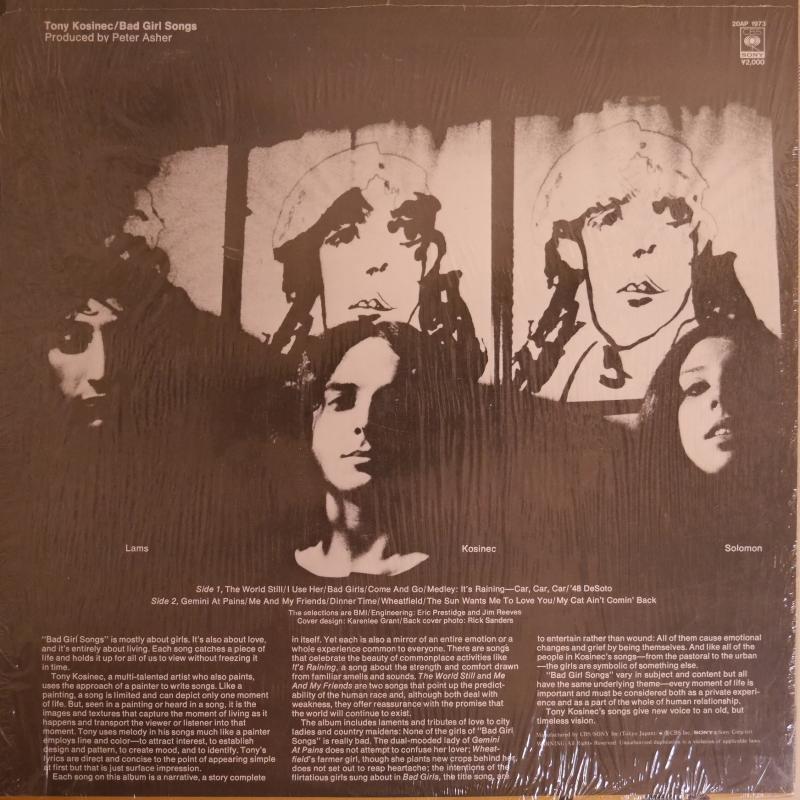 Tony Kosinec/Bad Girl Songs
Produced by Peter Asher
20AP 1973
CBS
SONY
¥2,000
Lams
Kosinec
Solomon
Side 1, The World Still/I Use Her/Bad Girls/Come And Go/Medley: It's Raining—Car, Car, Car/'48 DeSoto
Side 2, Gemini At Pains/Me And My Friends/Dinner Time/Wheatfield/The Sun Wants Me To Love You/My Cat Ain't Comin' Back
The selections are BMI/Engineering: Eric Prestidge and Jim Reeves
Cover design: Karenlee Grant/Back cover photo: Rick Sanders
"Bad Girl Songs" is mostly about girls. It's also about love,
and it's entirely about living. Each song catches a piece of
life and holds it up for all of us to view without freezing it
in time.
Tony Kosinec, a multi-talented artist who also paints,
uses the approach of a painter to write songs. Like a
painting, a song is limited and can depict only one moment
of life. But, seen in a painting or heard in a song, it is the
images and textures that capture the moment of living as it
happens and transport the viewer or listener into that
moment. Tony uses melody in his songs much like a painter
employs line and color—to attract interest, to establish
design and pattern, to create mood, and to identify. Tony's
lyrics are direct and concise to the point of appearing simple
at first but that is just surface impression.
Each song on this album is a narrative, a story complete
in itself. Yet each is also a mirror of an entire emotion or a
whole experience common to everyone. There are songs
that celebrate the beauty of commonplace activities like
It's Raining, a song about the strength and comfort drawn
from familiar smells and sounds. The World Still and Me
And My Friends are two songs that point up the predict-
ability of the human race and, although both deal with
weakness, they offer reassurance with the promise that
the world will continue to exist.
The album includes laments and tributes of love to city
ladies and country maidens: None of the girls of "Bad Girl
Songs" is really bad. The dual-mooded lady of Gemini
At Pains does not attempt to confuse her lover; Wheat-
field's farmer girl, though she plants new crops behind her,
does not set out to reap heartache; the intentions of the
flirtatious girls sung about in Bad Girls, the title song, are
to entertain rather than wound: All of them cause emotional
changes and grief by being themselves. And like all of the
people in Kosinec's songs—from the pastoral to the urban
—the girls are symbolic of something else.
"Bad Girl Songs" vary in subject and content but all
have the same underlying theme—every moment of life is
important and must be considered both as a private experi-
ence and as a part of the whole of human relationship.
Tony Kosinec's songs give new voice to an old, but
timeless vision.
Manufactured by CBS/SONY Inc (Tokyo Japan)
WARNING: All Rights Reserved. Unauthorized duplication is a violation of applicable laws.